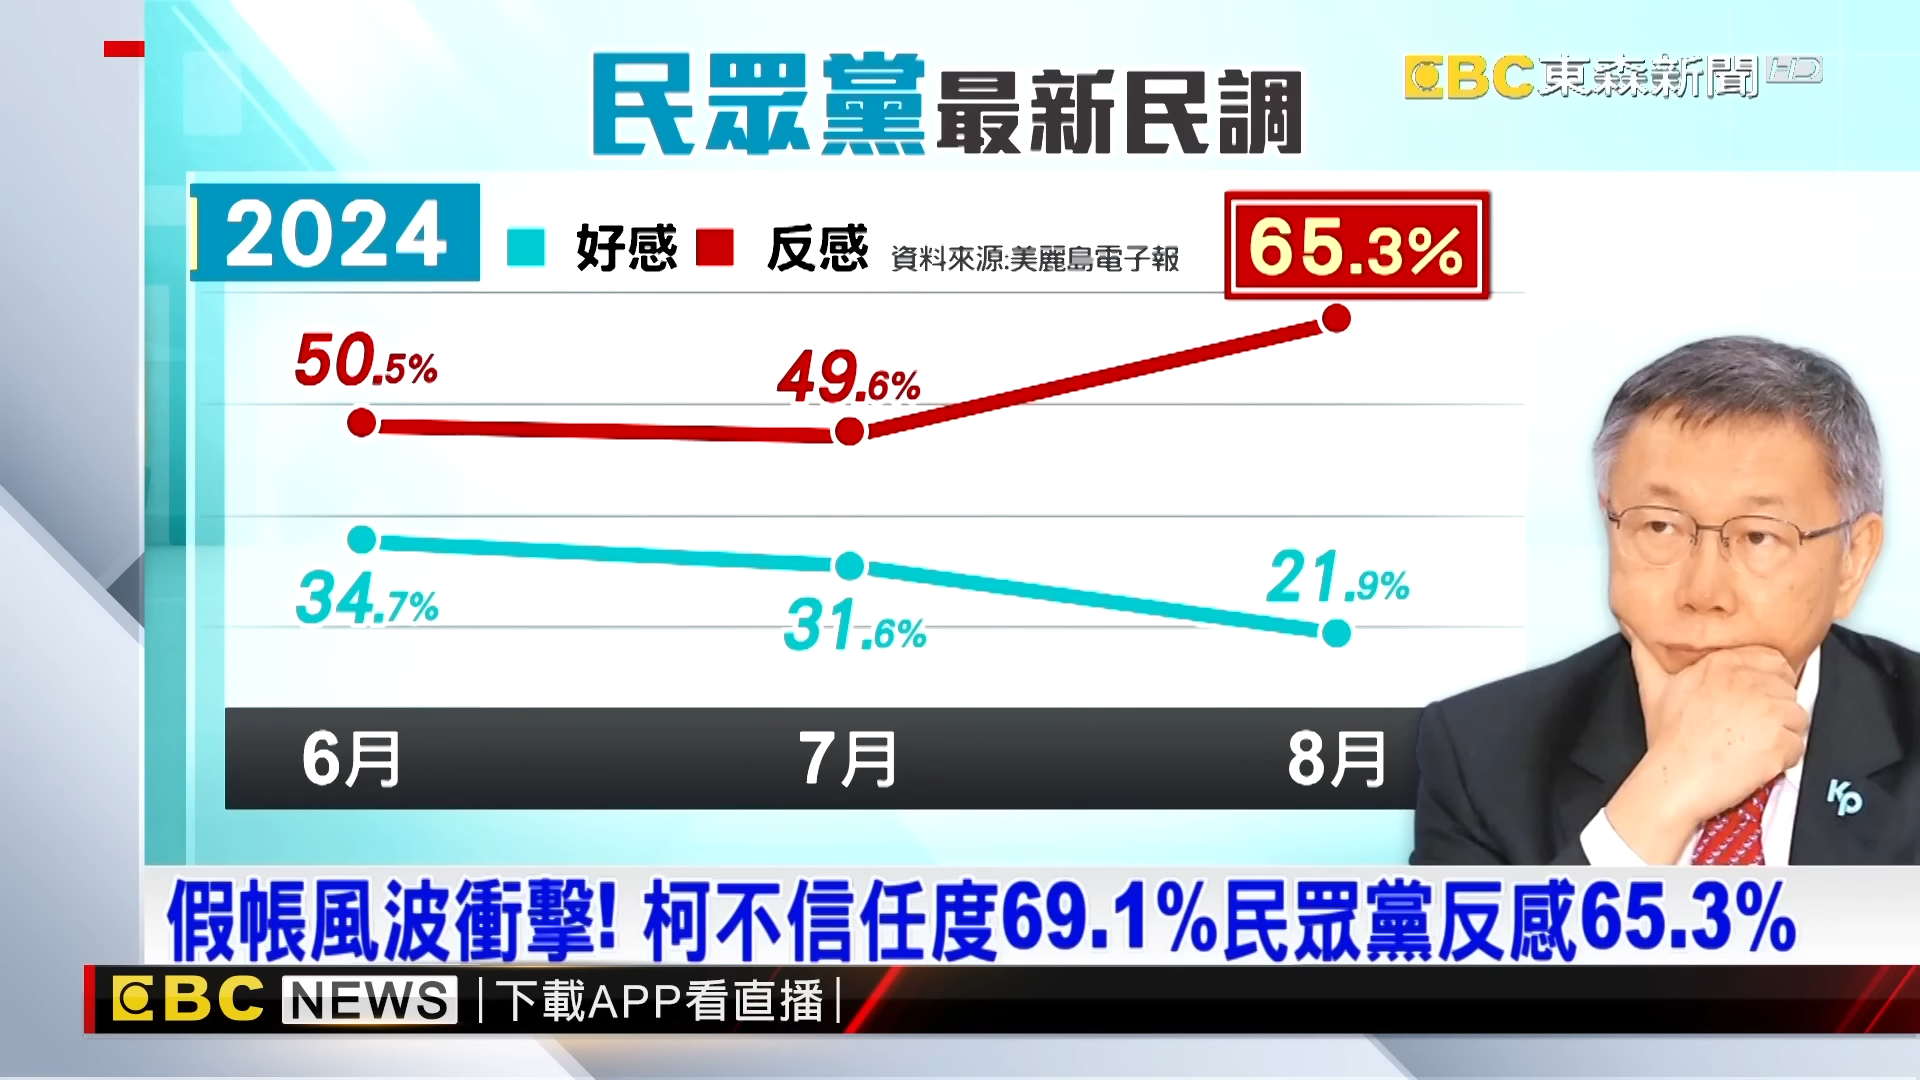 民眾黨最新民調
EBC東森新聞HD
2024
好感 反感 資料來源:美麗島電子報
65.3%
50.5%
49.6%
34.7%
31.6%
21.9%
6月 7月 8月
KP
假帳風波衝擊! 柯不信任度69.1%民眾黨反感65.3%
EBC NEWS |下載APP看直播|